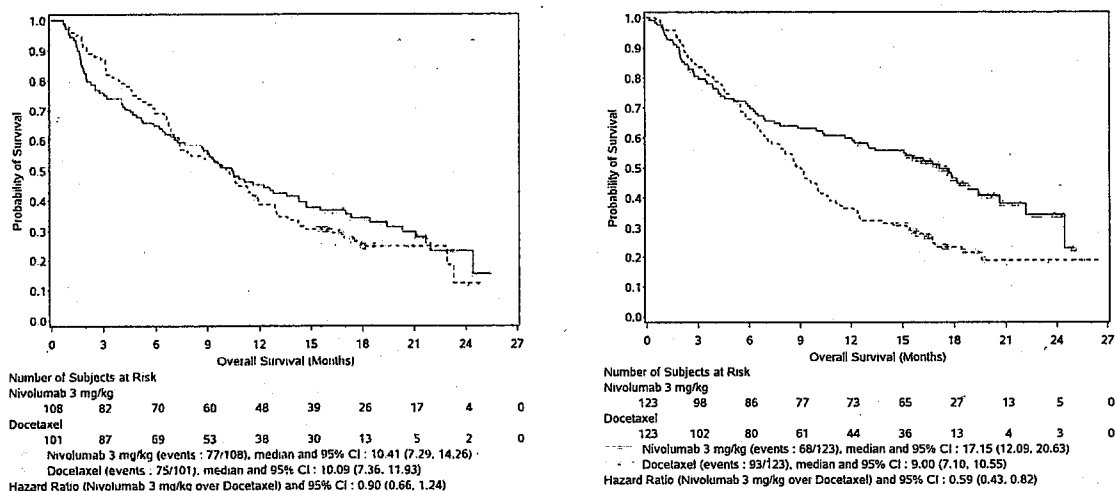 1.0
0.9
0.8
0.7
0.6
0.5
0.4
0.3
0.2
0.1
0.0
Probability of Survival
0 3 6 9 12 15 18 21 24 27
Overall Survival (Months)
Number of Subjects at Risk
Nivolumab 3 mg/kg
108 82 70 60 48 39 26 17 4 0
Docetaxel
101 87 69 53 38 30 13 5 2 0
Nivolumab 3 mg/kg (events : 77/108), median and 95% CI : 10.41 (7.29, 14.26)
Docetaxel (events : 75/101), median and 95% CI : 10.09 (7.36, 11.93)
Hazard Ratio (Nivolumab 3 mg/kg over Docetaxel) and 95% CI : 0.90 (0.66, 1.24)
1.0
0.9
0.8
0.7
0.6
0.5
0.4
0.3
0.2
0.1
0.0
Probability of Survival
0 3 6 9 12 15 18 21 24 27
Overall Survival (Months)
Number of Subjects at Risk
Nivolumab 3 mg/kg
123 98 86 77 73 65 27 13 5 0
Docetaxel
123 102 80 61 44 36 13 4 3 0
Nivolumab 3 mg/kg (events : 68/123), median and 95% CI : 17.15 (12.09, 20.63)
Docetaxel (events : 93/123), median and 95% CI : 9.00 (7.10, 10.55)
Hazard Ratio (Nivolumab 3 mg/kg over Docetaxel) and 95% CI : 0.59 (0.43, 0.82)